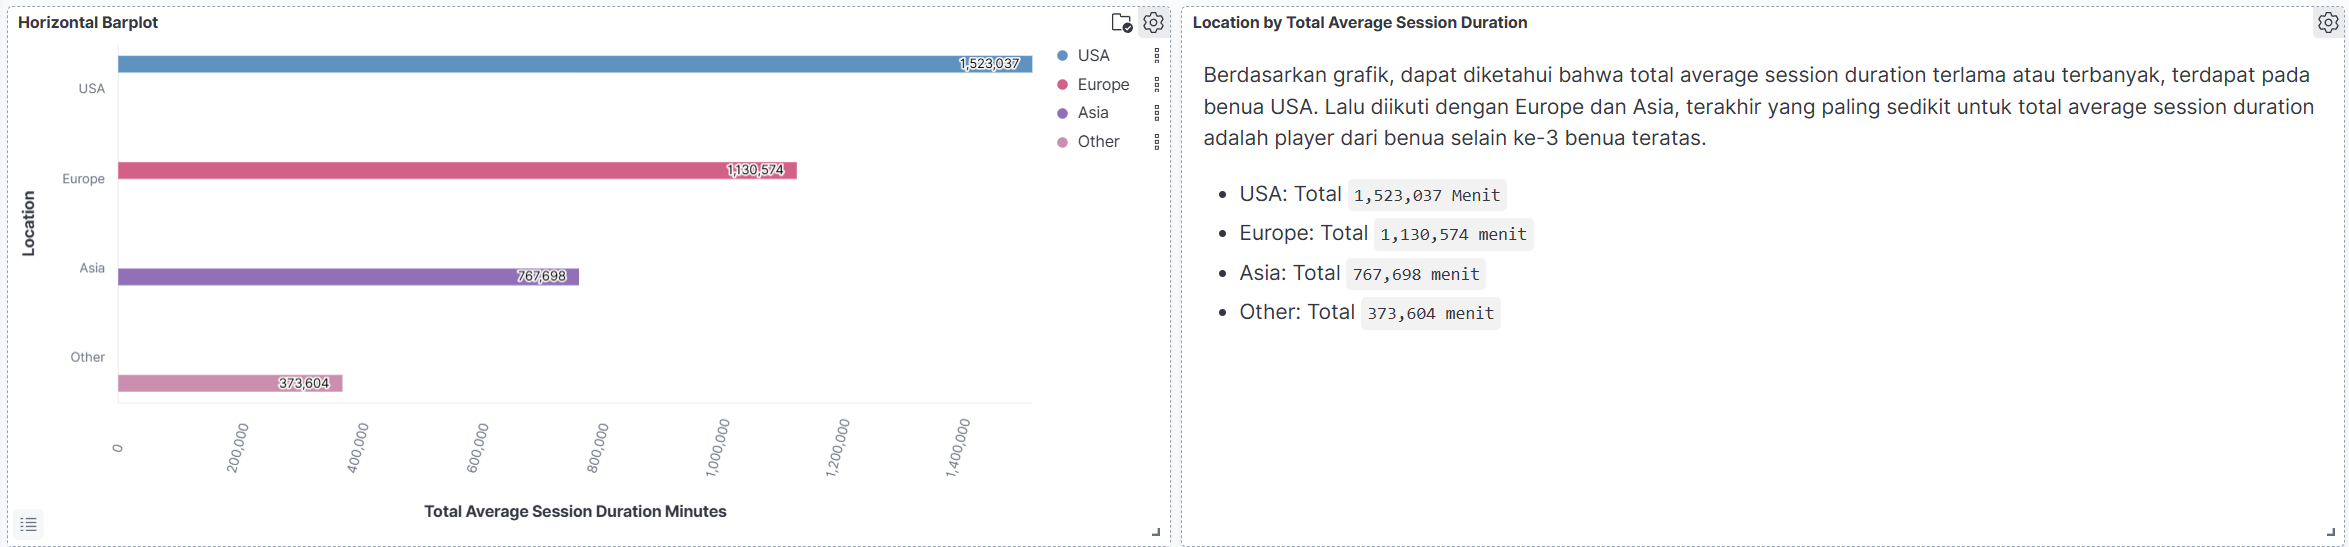 Horizontal Barplot
USA
Europe
Asia
Other
Location
1,523,037
1,130,574
767,698
373,604
0
200,000
400,000
600,000
800,000
1,000,000
1,200,000
1,400,000
Total Average Session Duration Minutes
USA
Europe
Asia
Other
Location by Total Average Session Duration
Berdasarkan grafik, dapat diketahui bahwa total average session duration terlama atau terbanyak, terdapat pada
benua USA. Lalu diikuti dengan Europe dan Asia, terakhir yang paling sedikit untuk total average session duration
adalah player dari benua selain ke-3 benua teratas.
• USA: Total 1,523,037 Menit
• Europe: Total 1,130,574 menit
• Asia: Total 767,698 menit
• Other: Total 373,604 menit